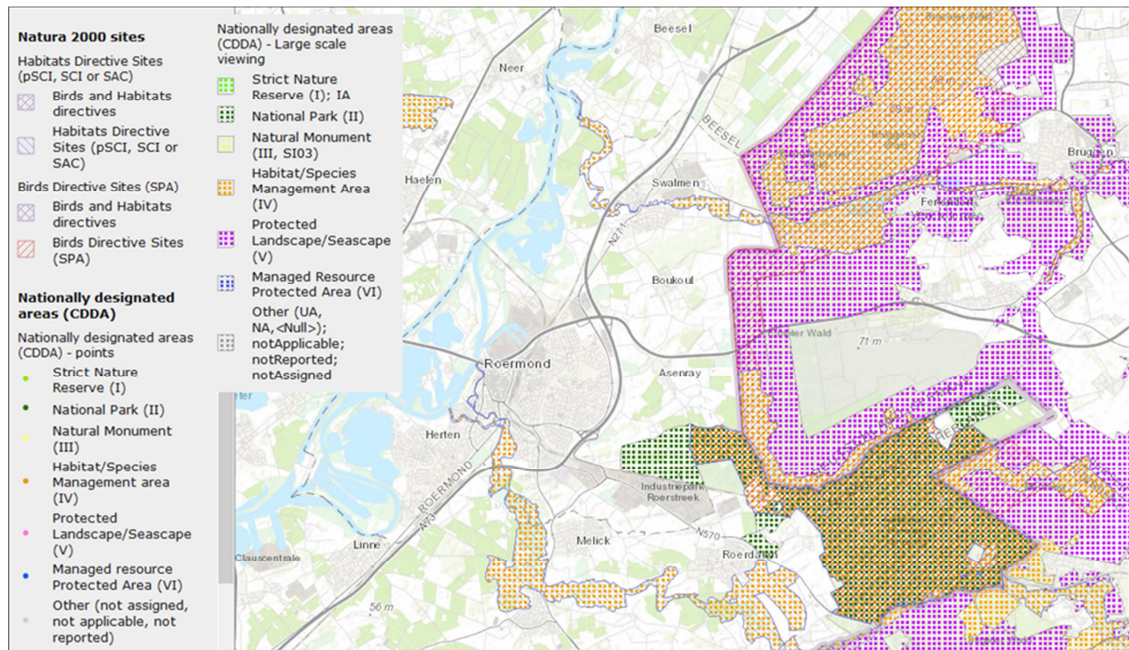 Natura 2000 sites
Habitats Directive Sites
(pSCI, SCI or SAC)
Birds and Habitats
directives
Habitats Directive
Sites (pSCI, SCI or
SAC)
Birds Directive Sites (SPA)
Birds and Habitats
directives
Birds Directive Sites
(SPA)
Nationally designated
areas (CDDA)
Nationally designated areas
(CDDA) - points
Strict Nature
Reserve (I)
National Park (II)
Natural Monument
(III)
Habitat/Species
Management area
(IV)
Protected
Landscape/Seascape
(V)
Managed resource
Protected Area (VI)
Other (not assigned,
not applicable, not
reported)
Nationally designated areas
(CDDA) - Large scale
viewing
Strict Nature
Reserve (I); IA
National Park (II)
Natural Monument
(III, SI03)
Habitat/Species
Management Area
(IV)
Protected
Landscape/Seascape
(V)
Managed Resource
Protected Area (VI)
Other (UA,
NA,<Null>);
notApplicable;
notReported;
notAssigned
Beesel
Neer
BEESEL
Haelen
Swalmen
N271
Boukoul
Roermond
Asenray
71 m
Herten
ROERMOND
A73
Industriepark
Roerstreek
N570
Melick
Linne
Clauscentrale
56 m